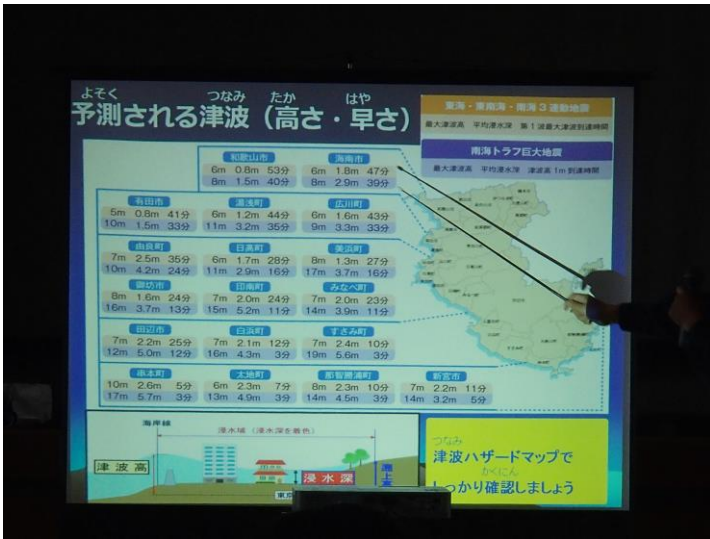 よそく つなみ たか はや
予測される津波（高さ・早さ）
東海・東南海・南海3連動地震
最大津波高 平均浸水深 第1波最大津波到達時間
南海トラフ巨大地震
最大津波高 平均浸水深 津波高1m到達時間
和歌山市 海南市
6m 0.8m 53分 6m 1.8m 47分
8m 1.5m 40分 8m 2.9m 39分
有田市 湯浅町 広川町
5m 0.8m 41分 6m 1.2m 44分 6m 1.6m 43分
10m 1.5m 33分 11m 3.2m 35分 9m 3.3m 33分
由良町 日高町 美浜町
7m 2.5m 35分 6m 1.7m 28分 8m 1.3m 27分
10m 4.2m 24分 11m 2.9m 16分 17m 3.7m 16分
御坊市 印南町 みなべ町
8m 1.6m 24分 7m 2.0m 24分 7m 2.0m 23分
16m 3.7m 13分 15m 5.2m 11分 14m 3.9m 11分
田辺市 白浜町 すさみ町
7m 2.2m 25分 7m 2.1m 12分 7m 2.4m 10分
12m 5.0m 12分 16m 4.3m 3分 19m 5.6m 3分
串本町 太地町 那智勝浦町 新宮市
10m 2.6m 5分 6m 2.3m 7分 8m 2.3m 10分 7m 2.2m 11分
17m 5.7m 3分 13m 4.9m 3分 14m 4.5m 3分 14m 3.2m 5分
海岸線
浸水域（浸水深を着色）
津波高
浸水深
遡上高
東京
つなみ
津波ハザードマップで
かくにん
しっかり確認しましょう